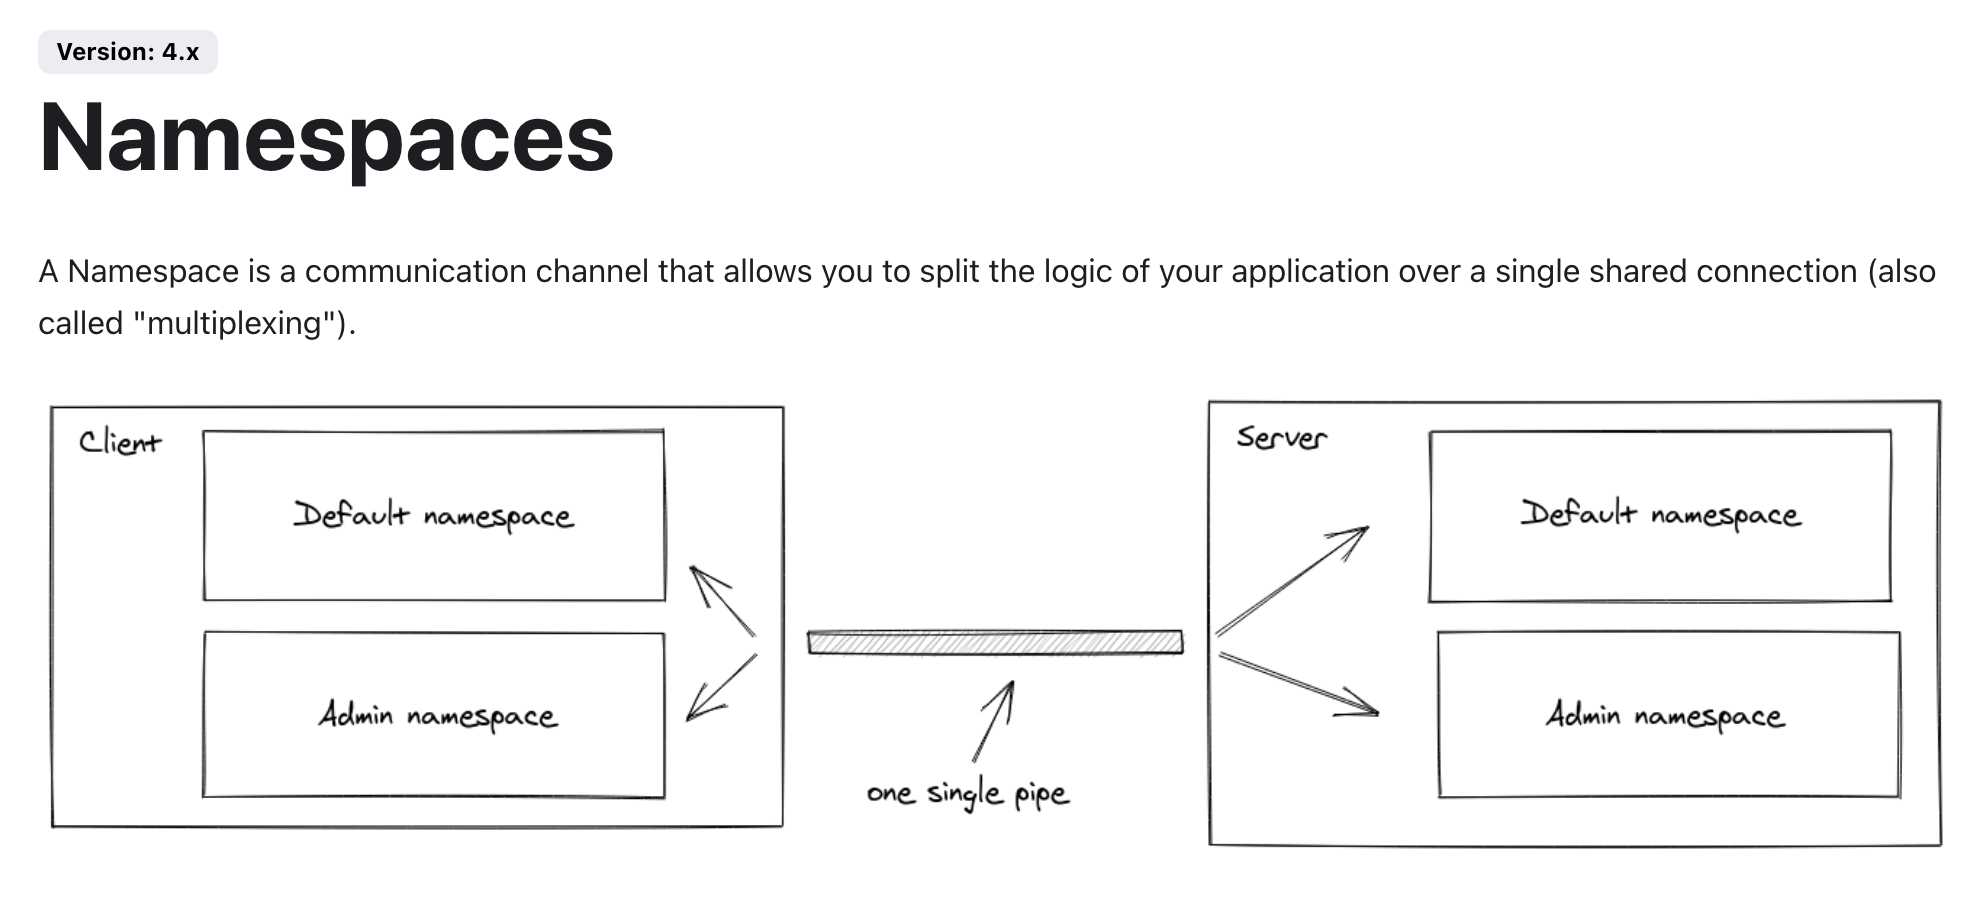 Version: 4.x
Namespaces
A Namespace is a communication channel that allows you to split the logic of your application over a single shared connection (also
called "multiplexing").
Client
Default namespace
Admin namespace
one single pipe
Server
Default namespace
Admin namespace